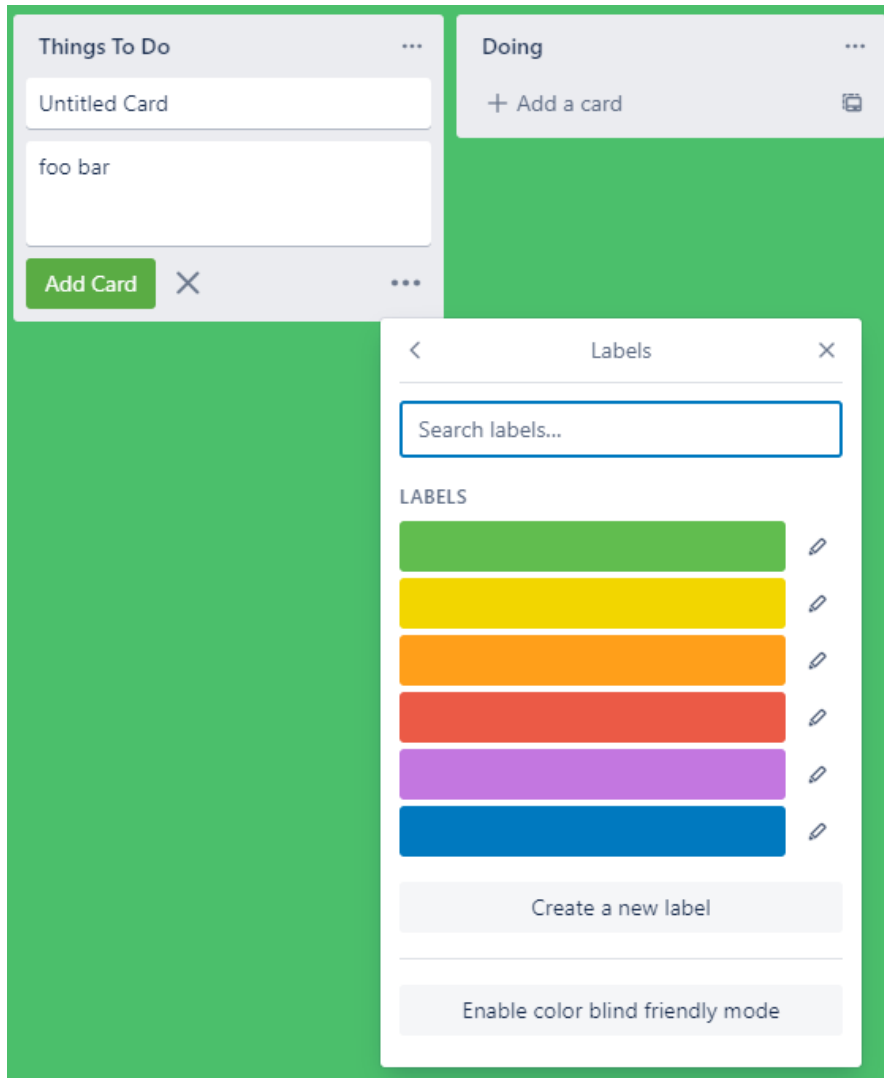 Things To Do
Untitled Card
foo bar
Add Card
Doing
+ Add a card
Labels
Search labels...
LABELS
Create a new label
Enable color blind friendly mode